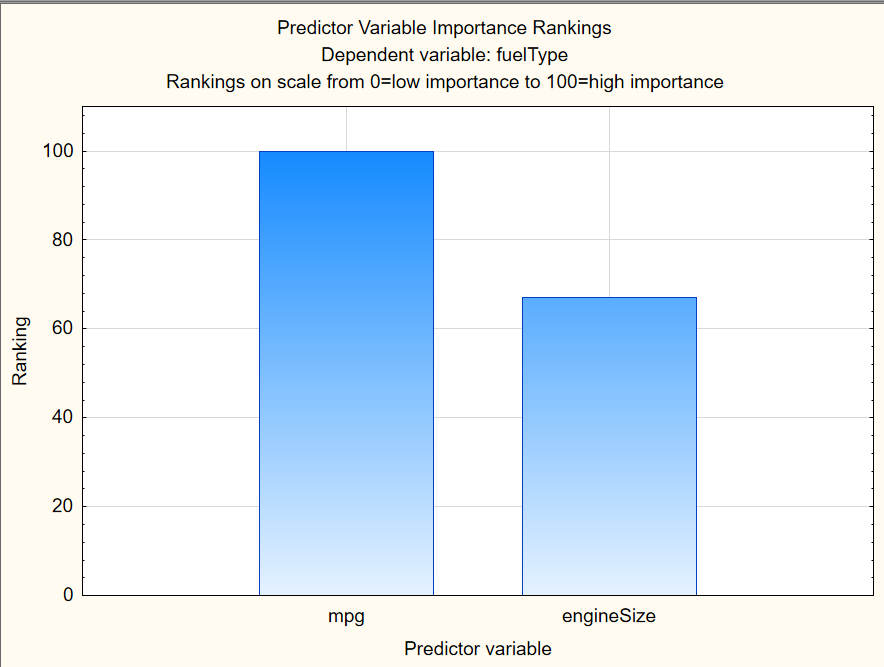 Predictor Variable Importance Rankings
Dependent variable: fuelType
Rankings on scale from 0=low importance to 100=high importance
100
80
60
40
20
0
Ranking
mpg engineSize
Predictor variable